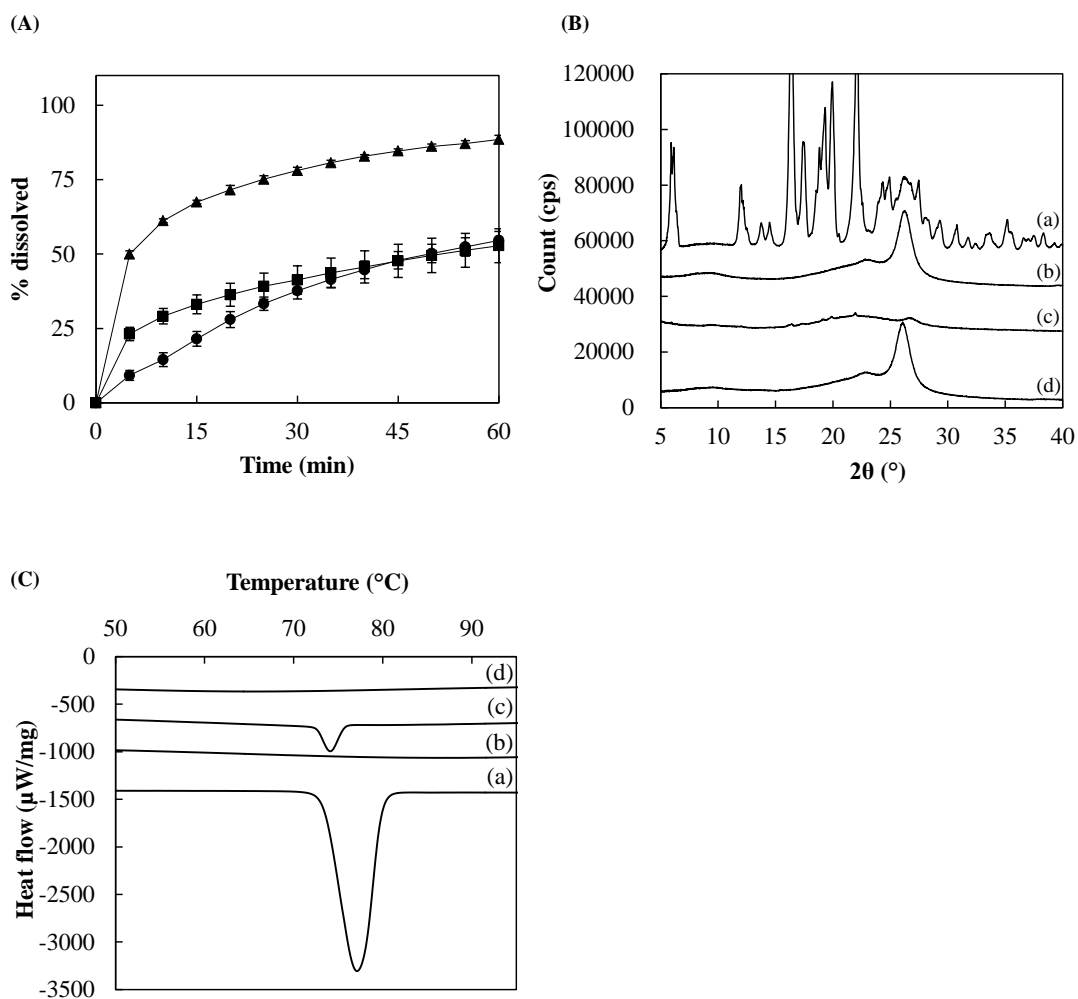 (A)
100
75
50
25
0
% dissolved
0 15 30 45 60
Time (min)
(B)
120000
100000
80000
60000
40000
20000
0
Count (cps)
(a)
(b)
(c)
(d)
5 10 15 20 25 30 35 40
2θ (°)
(C)
Temperature (°C)
50 60 70 80 90
0
-500
-1000
-1500
-2000
-2500
-3000
-3500
Heat flow (µW/mg)
(d)
(c)
(b)
(a)